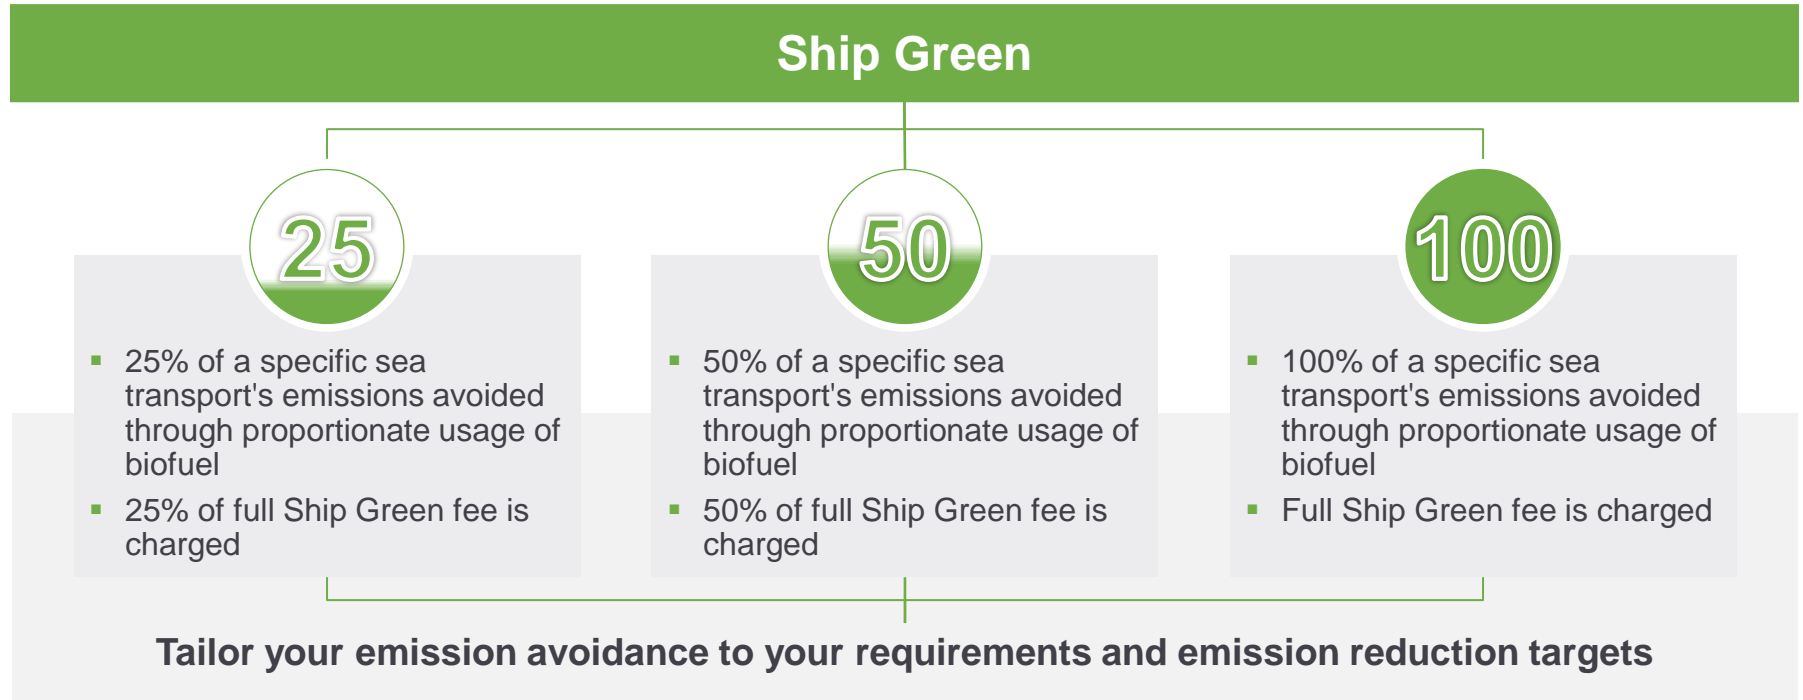 Ship Green
25
▪ 25% of a specific sea
transport's emissions avoided
through proportionate usage of
biofuel
▪ 25% of full Ship Green fee is
charged
50
▪ 50% of a specific sea
transport's emissions avoided
through proportionate usage of
biofuel
▪ 50% of full Ship Green fee is
charged
100
▪ 100% of a specific sea
transport's emissions avoided
through proportionate usage of
biofuel
▪ Full Ship Green fee is charged
Tailor your emission avoidance to your requirements and emission reduction targets